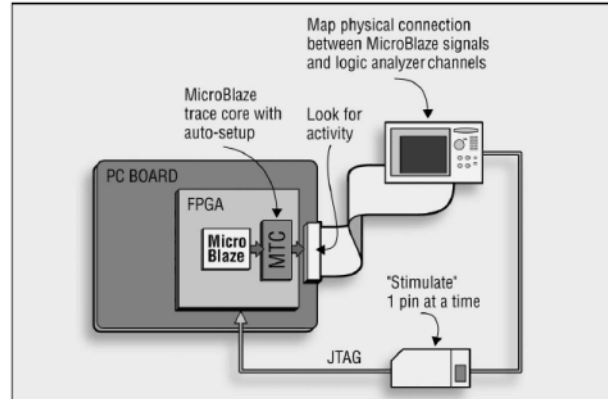 Map physical connection
between MicroBlaze signals
and logic analyzer channels
MicroBlaze
trace core with
auto-setup
Look for
activity
PC BOARD
FPGA
Micro
Blaze
MTC
"Stimulate"
1 pin at a time
JTAG